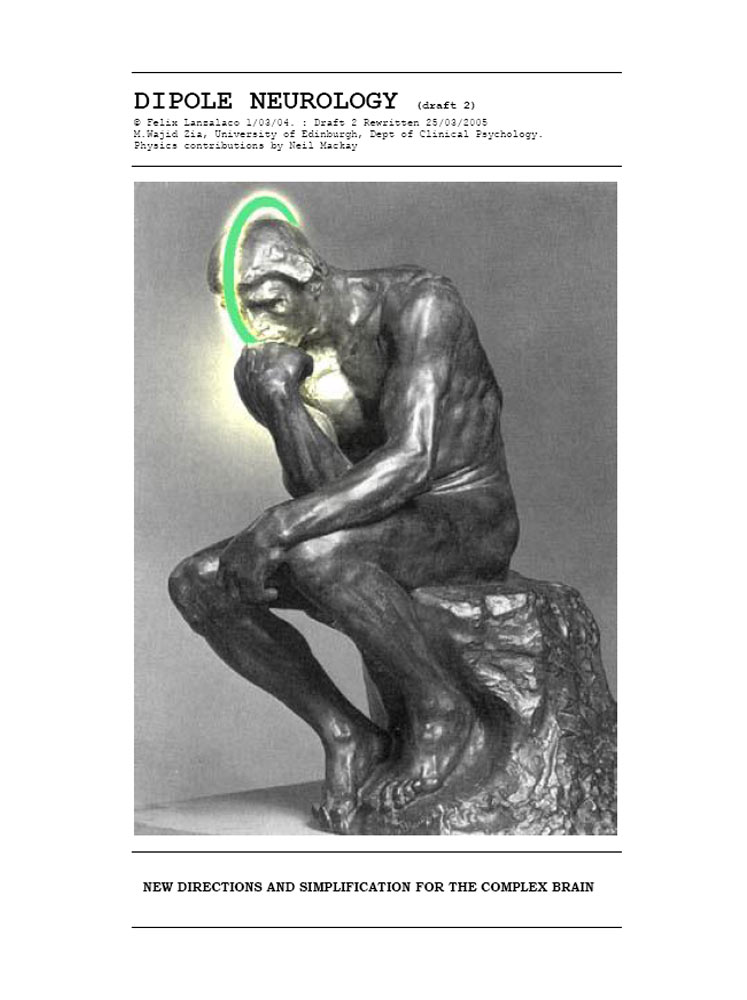 DIPOLE NEUROLOGY (draft 2)
© Felix Lanzalaco 1/03/04. : Draft 2 Rewritten 25/03/2005
M.Wajid Zia, University of Edinburgh, Dept of Clinical Psychology.
Physics contributions by Neil Mackay
NEW DIRECTIONS AND SIMPLIFICATION FOR THE COMPLEX BRAIN